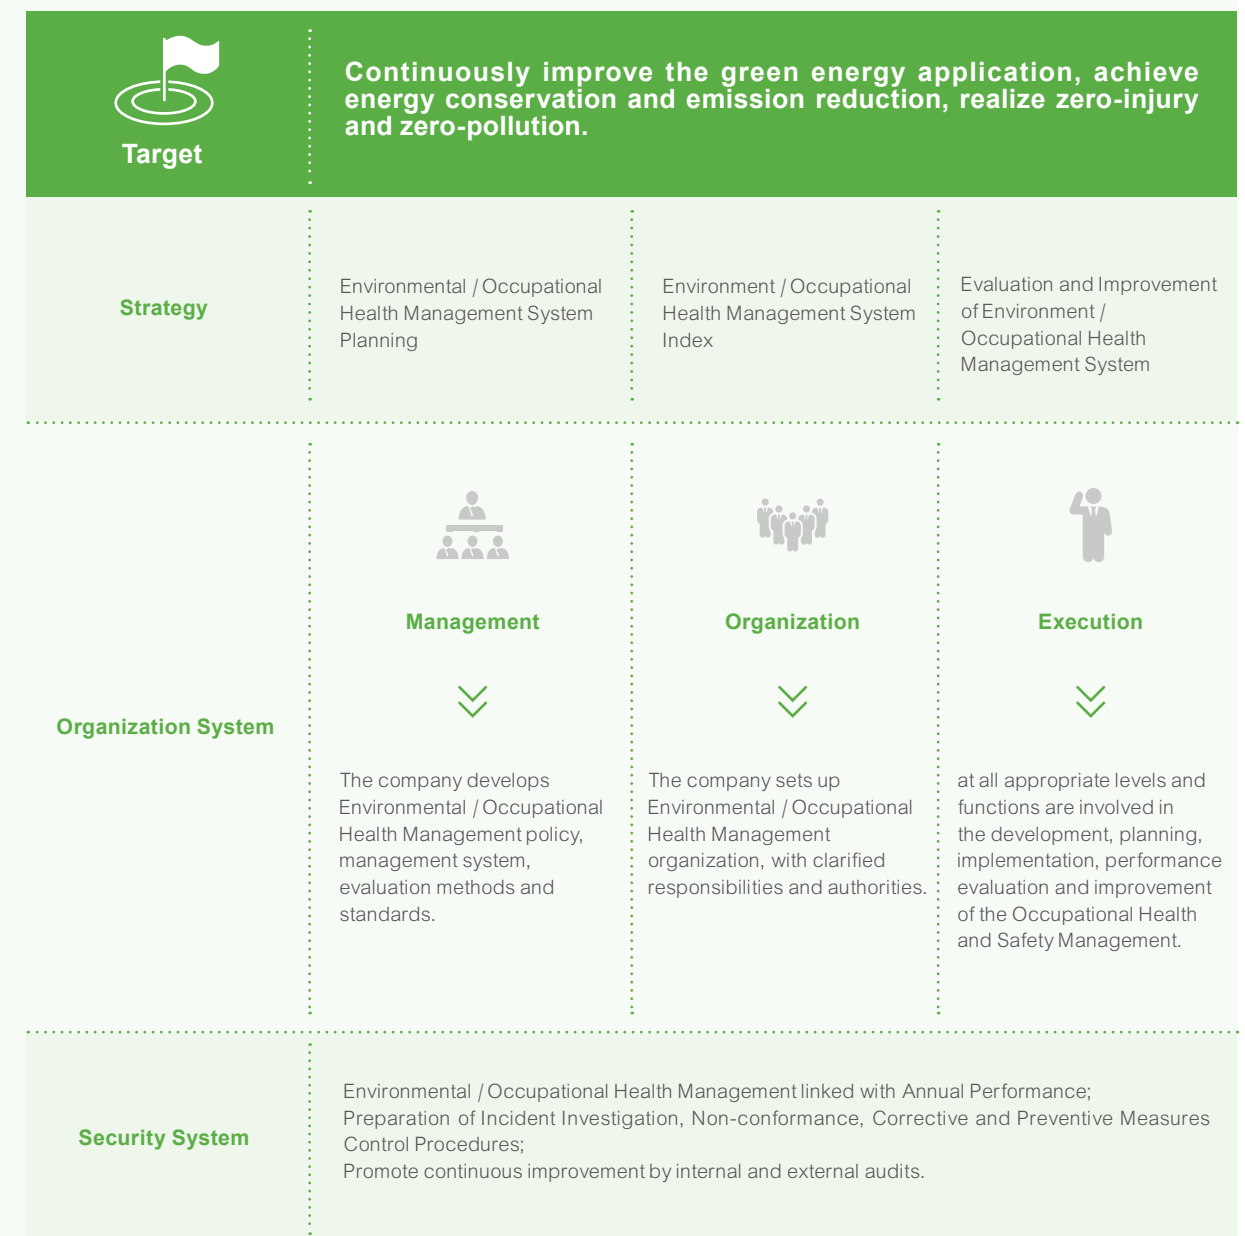 Target
Continuously improve the green energy application, achieve
energy conservation and emission reduction, realize zero-injury
and zero-pollution.
Strategy
Environmental / Occupational
Health Management System
Planning
Environment / Occupational
Health Management System
Index
Evaluation and Improvement
of Environment /
Occupational Health
Management System
Organization System
Management
The company develops
Environmental / Occupational
Health Management policy,
management system,
evaluation methods and
standards.
Organization
The company sets up
Environmental / Occupational
Health Management
organization, with clarified
responsibilities and authorities.
Execution
at all appropriate levels and
functions are involved in
the development, planning,
implementation, performance
evaluation and improvement
of the Occupational Health
and Safety Management.
Security System
Environmental / Occupational Health Management linked with Annual Performance;
Preparation of Incident Investigation, Non-conformance, Corrective and Preventive Measures
Control Procedures;
Promote continuous improvement by internal and external audits.